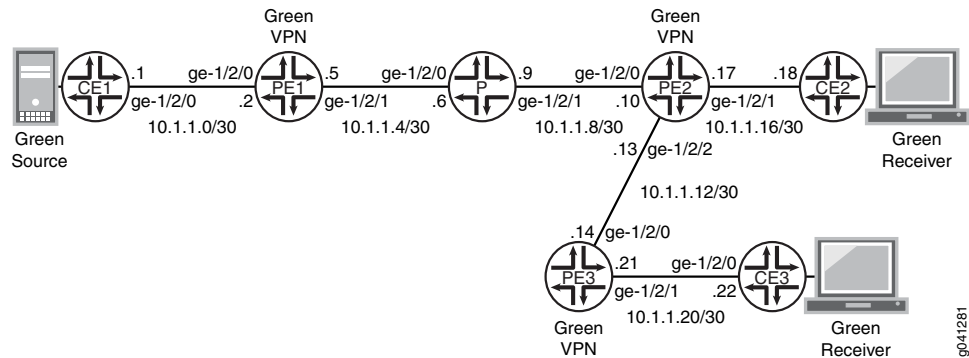 Green
VPN
Green
VPN
CE1
.1
ge-1/2/0
ge-1/2/0
.2
10.1.1.0/30
PE1
.5
ge-1/2/1
ge-1/2/0
.6
10.1.1.4/30
P
.9
ge-1/2/1
ge-1/2/0
.10
10.1.1.8/30
PE2
.17
ge-1/2/1
.18
10.1.1.16/30
CE2
Green
Source
Green
Receiver
.13
ge-1/2/2
10.1.1.12/30
.14
ge-1/2/0
PE3
.21
ge-1/2/1
ge-1/2/0
.22
10.1.1.20/30
CE3
Green
VPN
Green
Receiver
g041281